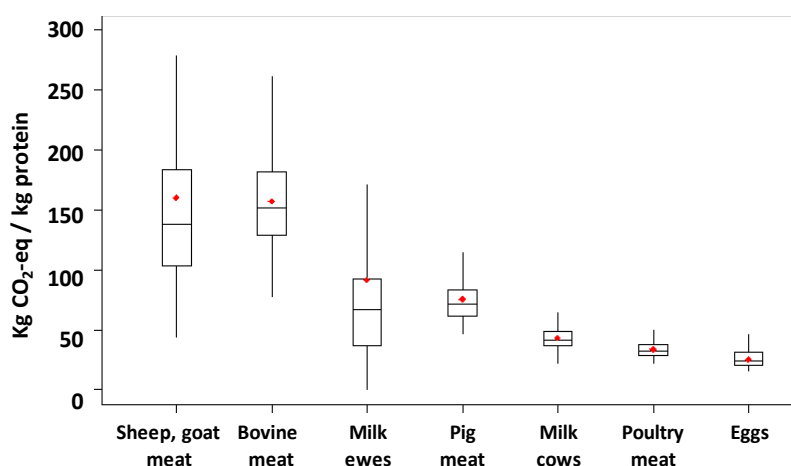 Kg CO₂-eq / kg protein
300
250
200
150
100
50
0
Sheep, goat meat
Bovine meat
Milk ewes
Pig meat
Milk cows
Poultry meat
Eggs